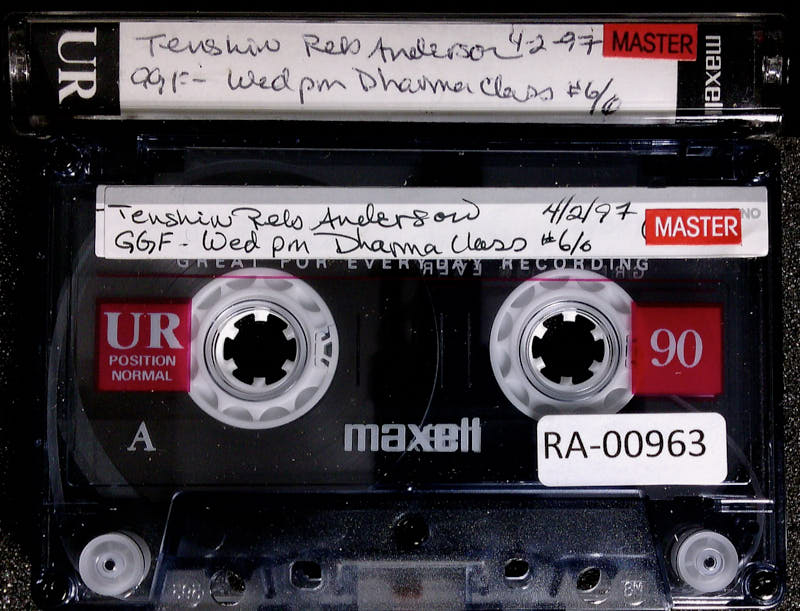 UR
Tenshin Reb Anderson 4-2-97
MASTER
GGF - Wed pm Dharma Class #6/6
maxell
Tenshin Reb Anderson 4/2/97
MASTER
NO
GGF - Wed pm Dharma Class #6/6
GREAT FOR EVERYDAY RECORDING
UR
POSITION
NORMAL
90
A
maxell
RA-00963